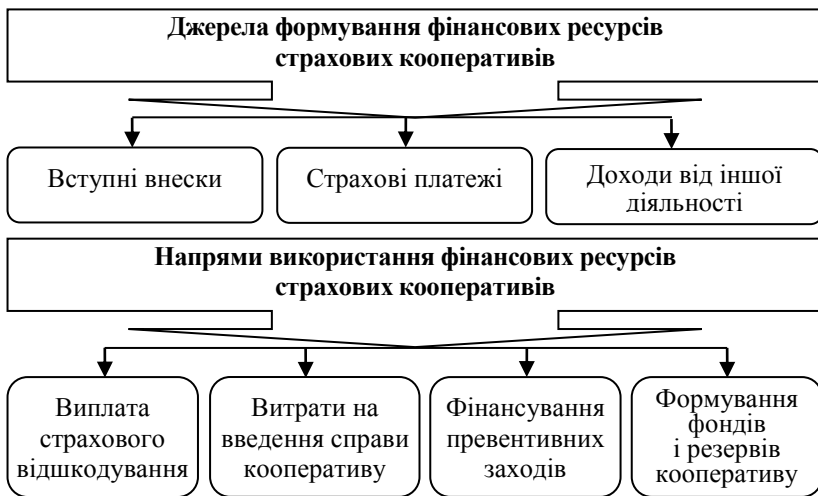 Джерела формування фінансових ресурсів
страхових кооперативів
Вступні внески
Страхові платежі
Доходи від іншої
діяльності
Напрями використання фінансових ресурсів
страхових кооперативів
Виплата
страхового
відшкодування
Витрати на
введення справи
кооперативу
Фінансування
превентивних
заходів
Формування
фондів
і резервів
кооперативу